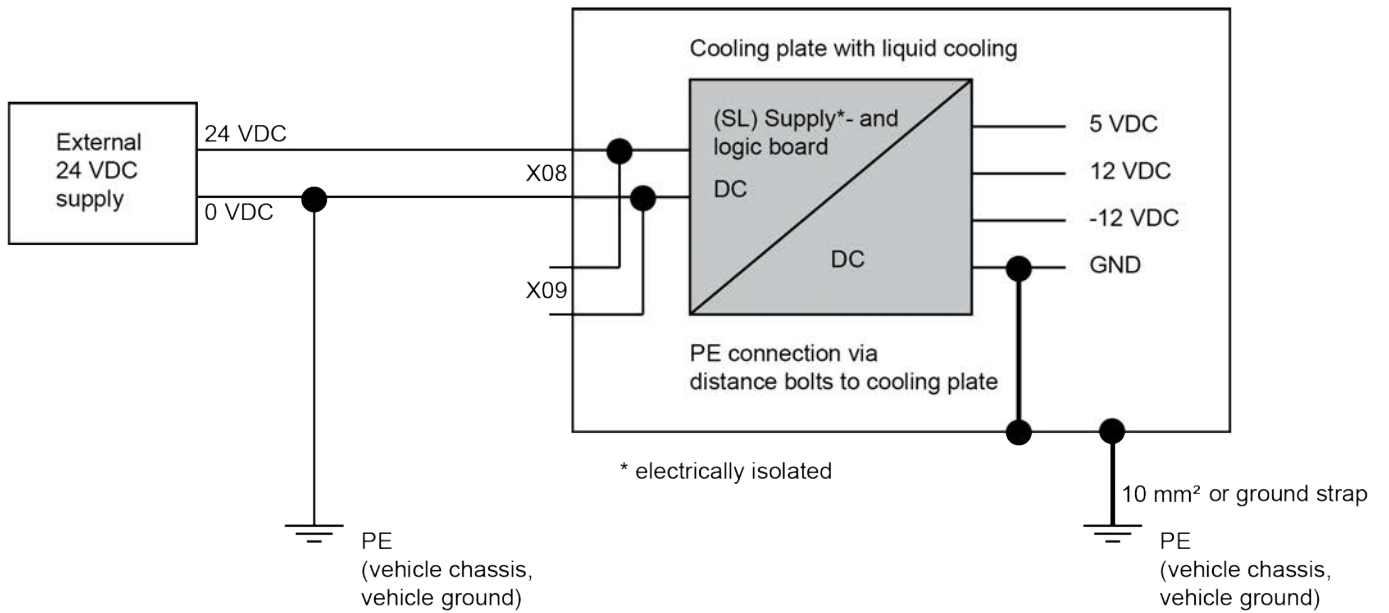 Cooling plate with liquid cooling
External
24 VDC
supply
24 VDC
0 VDC
X08
X09
(SL) Supply*- and
logic board
DC
DC
5 VDC
12 VDC
-12 VDC
GND
PE connection via
distance bolts to cooling plate
* electrically isolated
10 mm² or ground strap
PE
(vehicle chassis,
vehicle ground)
PE
(vehicle chassis,
vehicle ground)